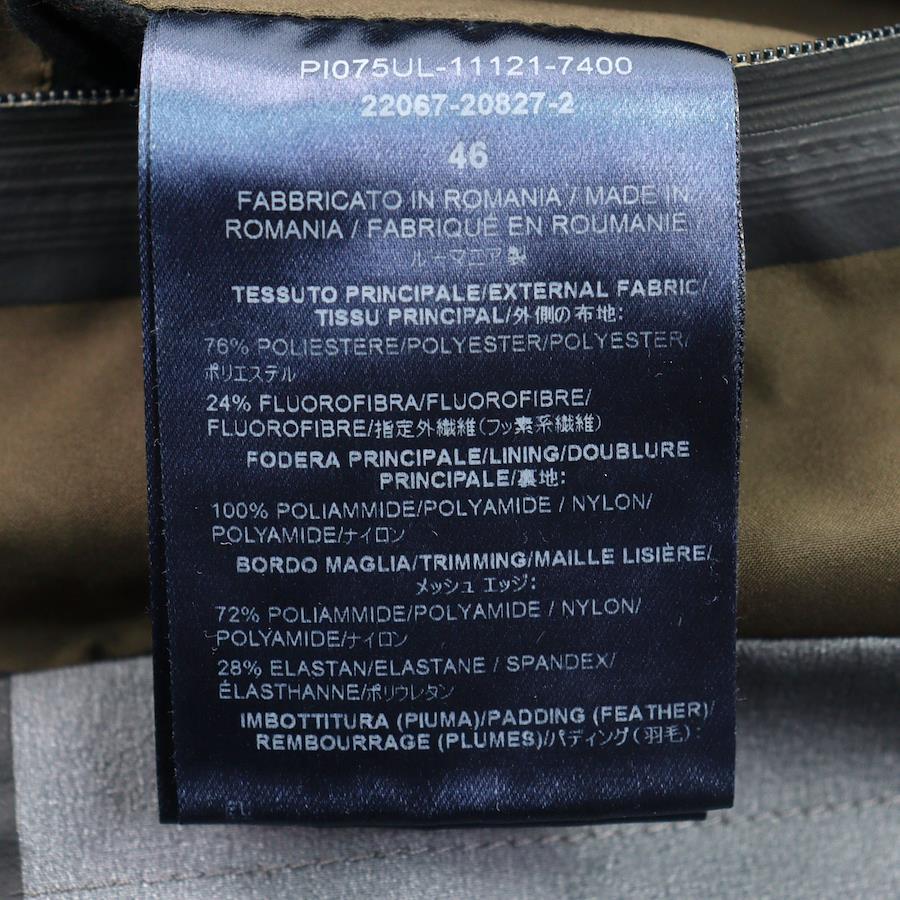 PI075UL-11121-7400
22067-20827-2
46
FABBRICATO IN ROMANIA / MADE IN
ROMANIA / FABRIQUÉ EN ROUMANIE
ルーマニア製
TESSUTO PRINCIPALE/EXTERNAL FABRIC/
TISSU PRINCIPAL/外側の布地:
76% POLIESTERE/POLYESTER/POLYESTER/
ポリエステル
24% FLUOROFIBRA/FLUOROFIBRE/
FLUOROFIBRE/指定外繊維(フッ素系繊維)
FODERA PRINCIPALE/LINING/DOUBLURE
PRINCIPALE/裏地:
100% POLIAMMIDE/POLYAMIDE / NYLON/
POLYAMIDE/ナイロン
BORDO MAGLIA/TRIMMING/MAILLE LISIÈRE/
メッシュ エッジ:
72% POLIAMMIDE/POLYAMIDE / NYLON/
POLYAMIDE/ナイロン
28% ELASTAN/ELASTANE / SPANDEX/
ÉLASTHANNE/ポリウレタン
IMBOTTITURA (PIUMA)/PADDING (FEATHER)/
REMBOURRAGE (PLUMES)/パディング(羽毛):
EU